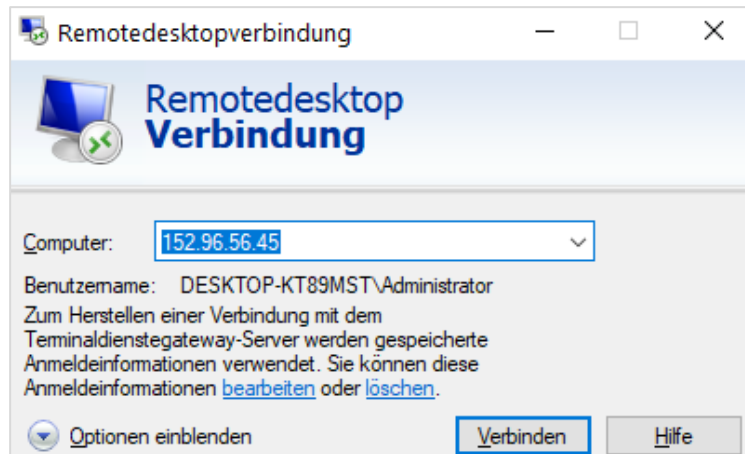 Remotedesktopverbindung
Remotedesktop
Verbindung
Computer: 152.96.56.45
Benutzername: DESKTOP-KT89MST\Administrator
Zum Herstellen einer Verbindung mit dem
Terminaldienstegateway-Server werden gespeicherte
Anmeldeinformationen verwendet. Sie können diese
Anmeldeinformationen bearbeiten oder löschen.
Optionen einblenden Verbinden Hilfe